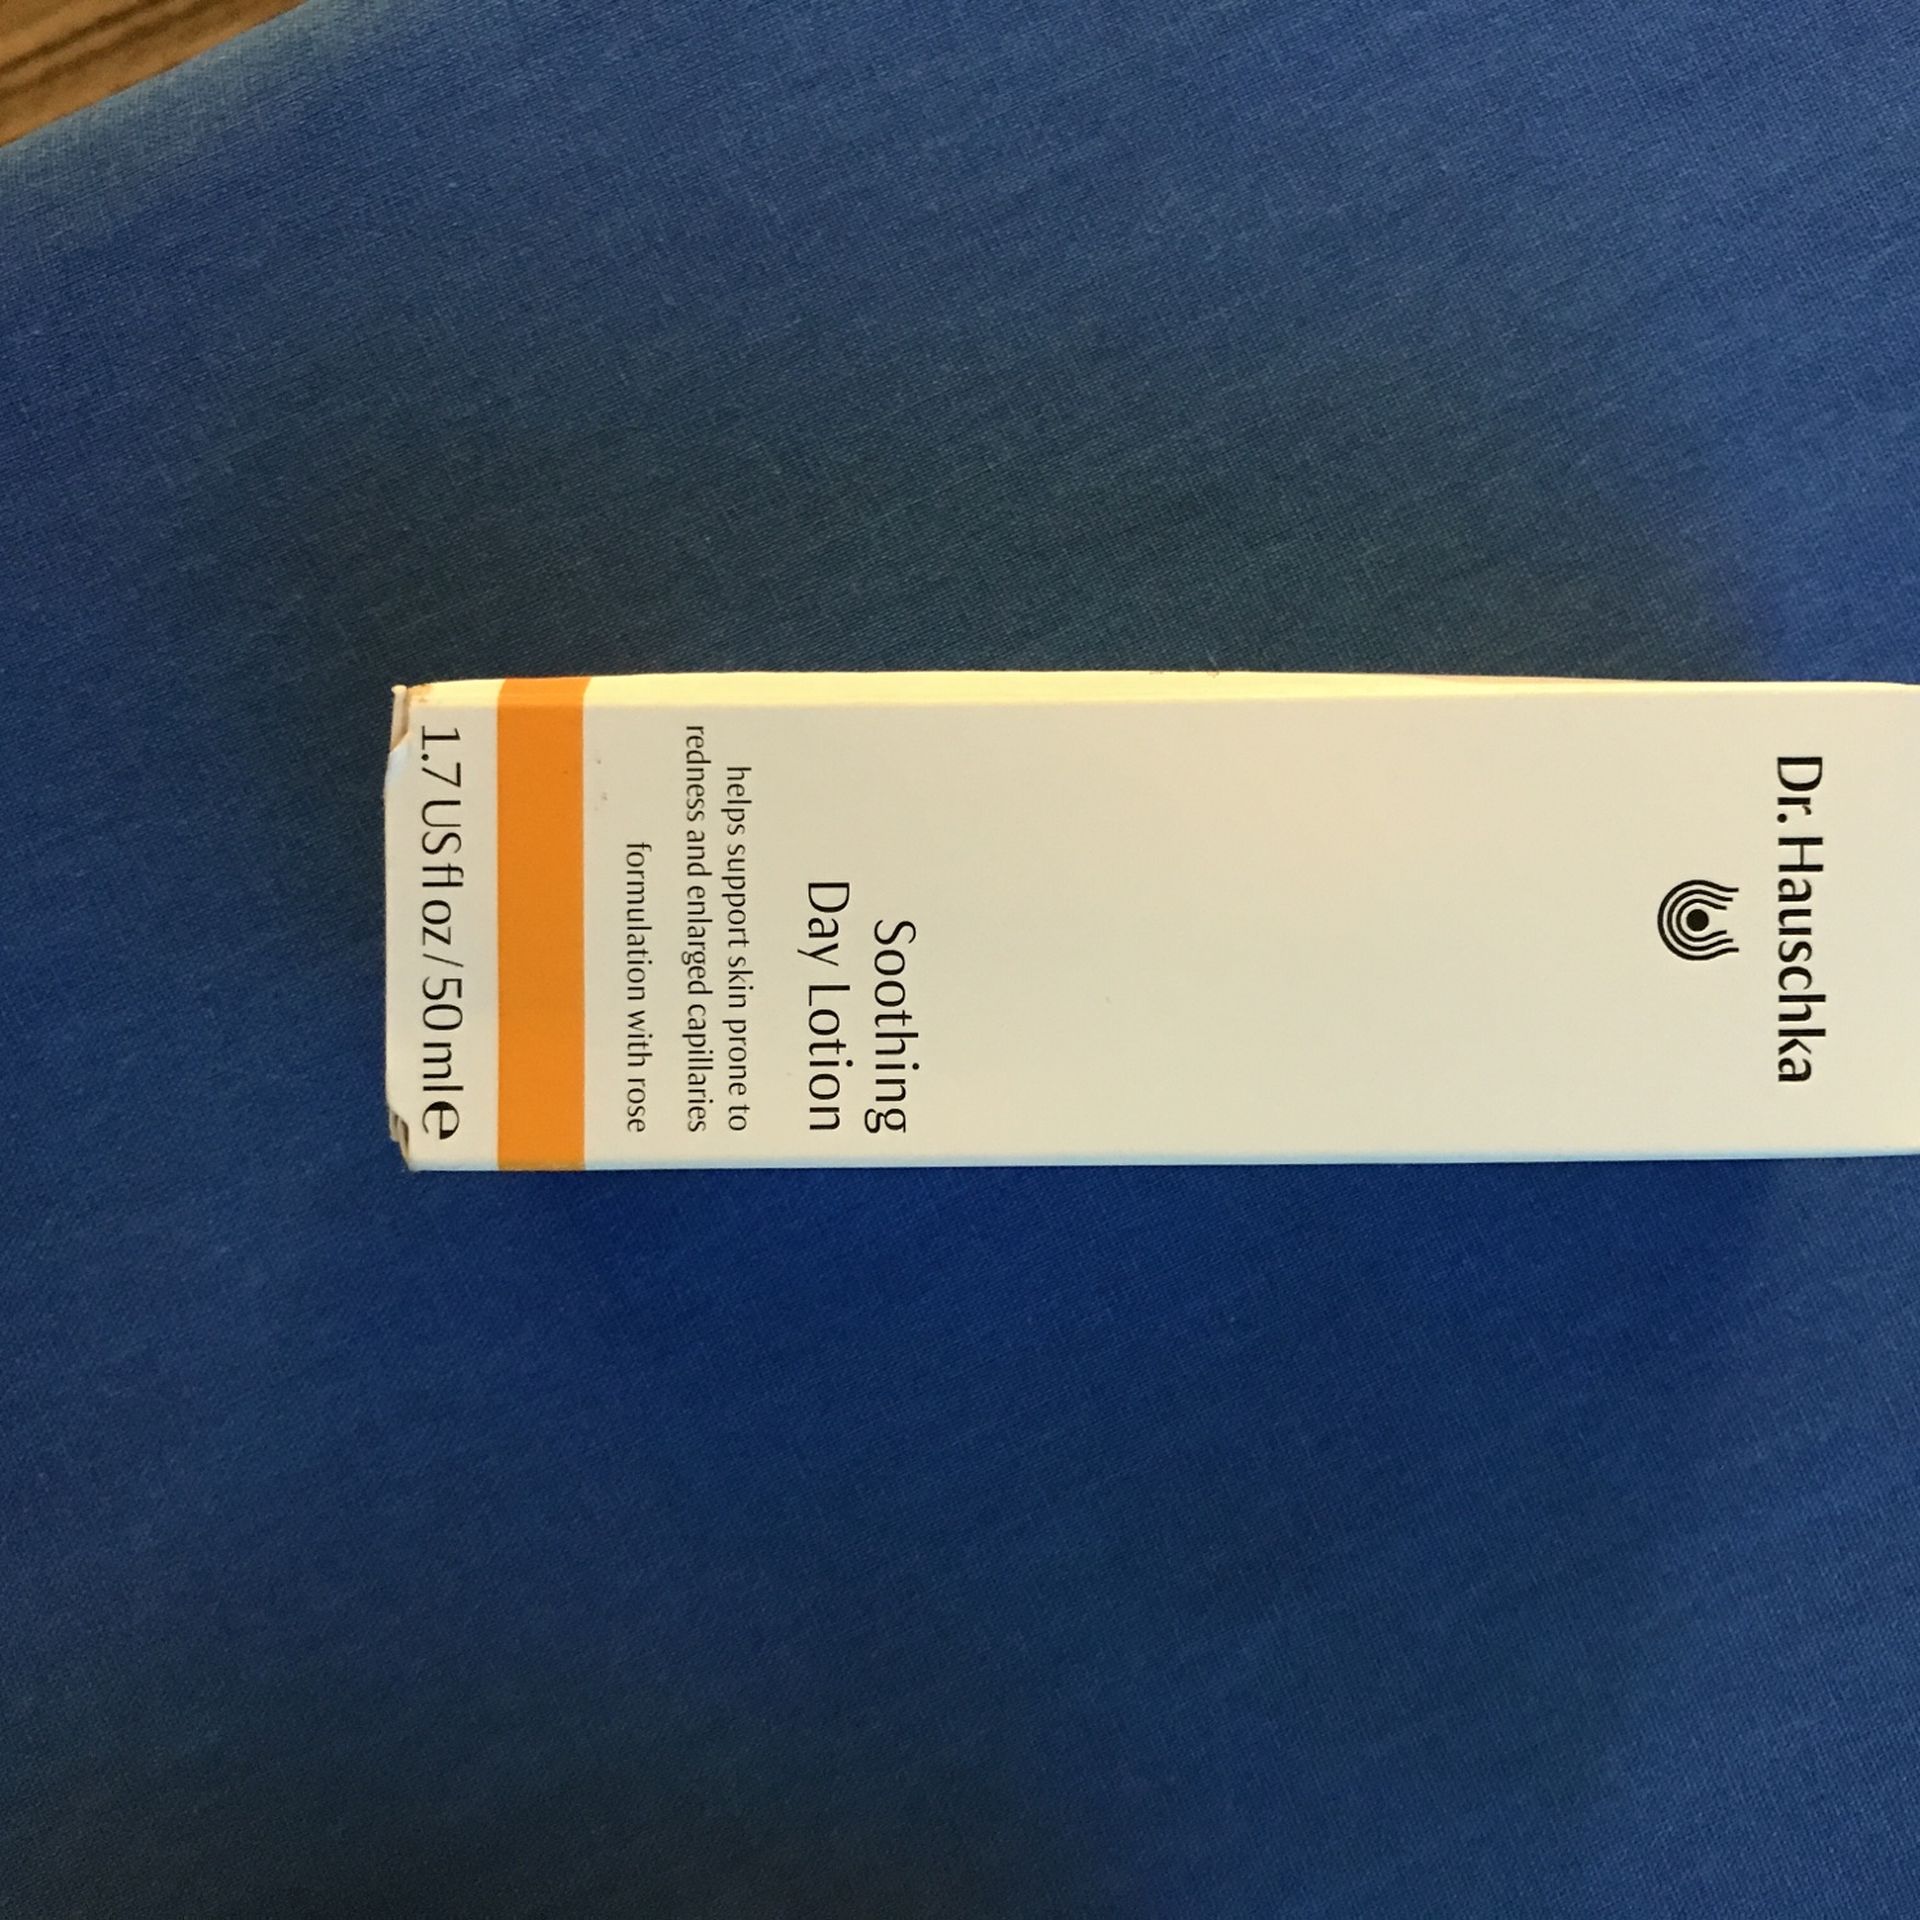 Dr. Hauschka
Soothing
Day Lotion
helps support skin prone to
redness and enlarged capillaries
formulation with rose
1.7 US fl oz / 50 ml ℮